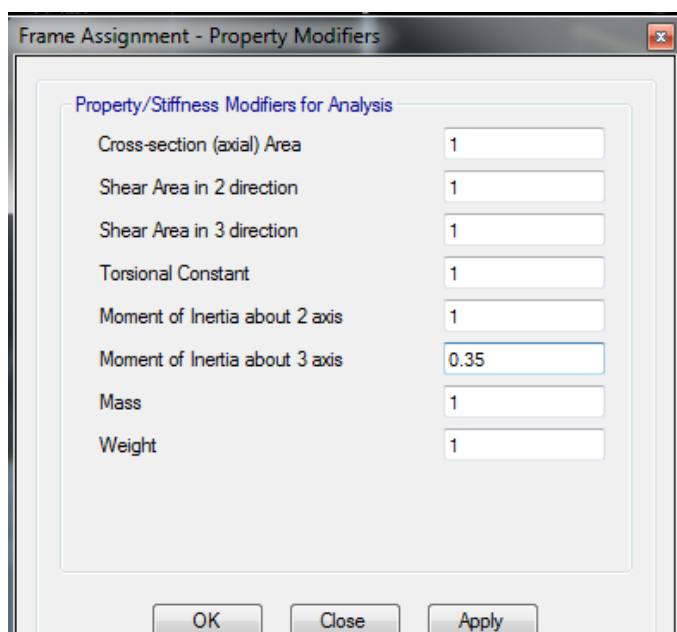 Frame Assignment - Property Modifiers
Property/Stiffness Modifiers for Analysis
Cross-section (axial) Area 1
Shear Area in 2 direction 1
Shear Area in 3 direction 1
Torsional Constant 1
Moment of Inertia about 2 axis 1
Moment of Inertia about 3 axis 0.35
Mass 1
Weight 1
OK Close Apply